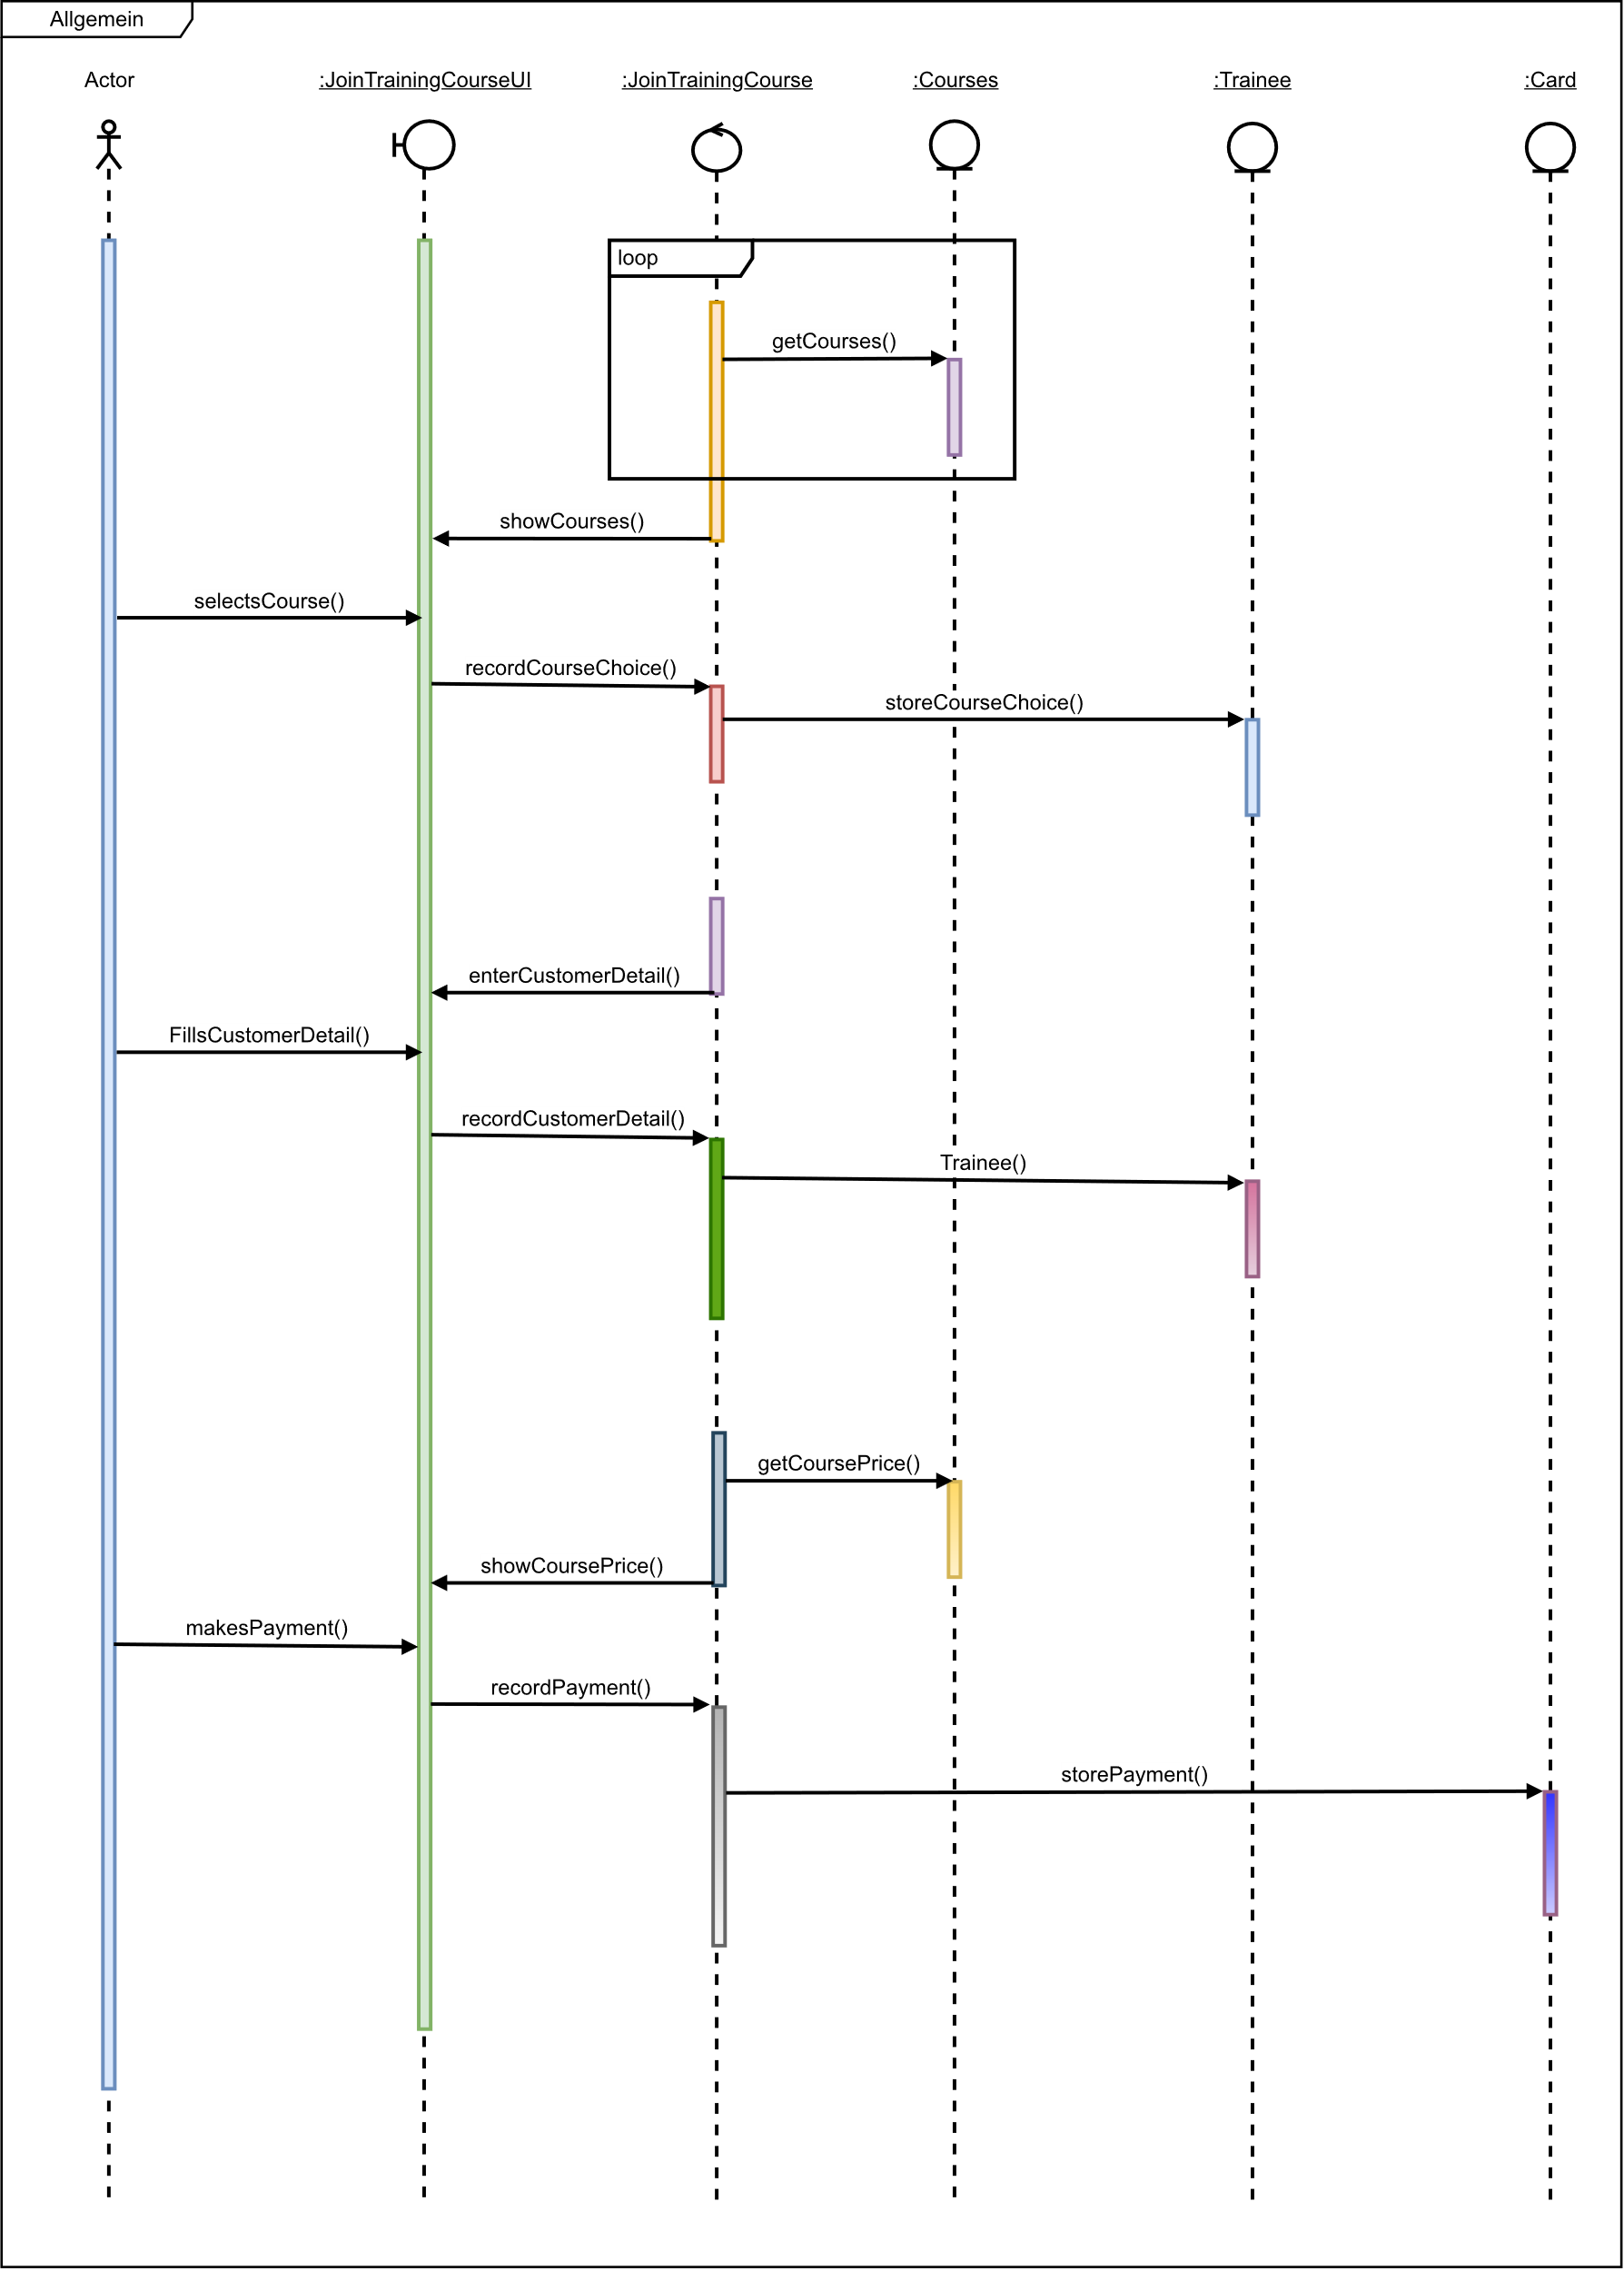 Allgemein
Actor
:JoinTrainingCourseUI
:JoinTrainingCourse
:Courses
:Trainee
:Card
loop
getCourses()
showCourses()
selectsCourse()
recordCourseChoice()
storeCourseChoice()
enterCustomerDetail()
FillsCustomerDetail()
recordCustomerDetail()
Trainee()
getCoursePrice()
showCoursePrice()
makesPayment()
recordPayment()
storePayment()